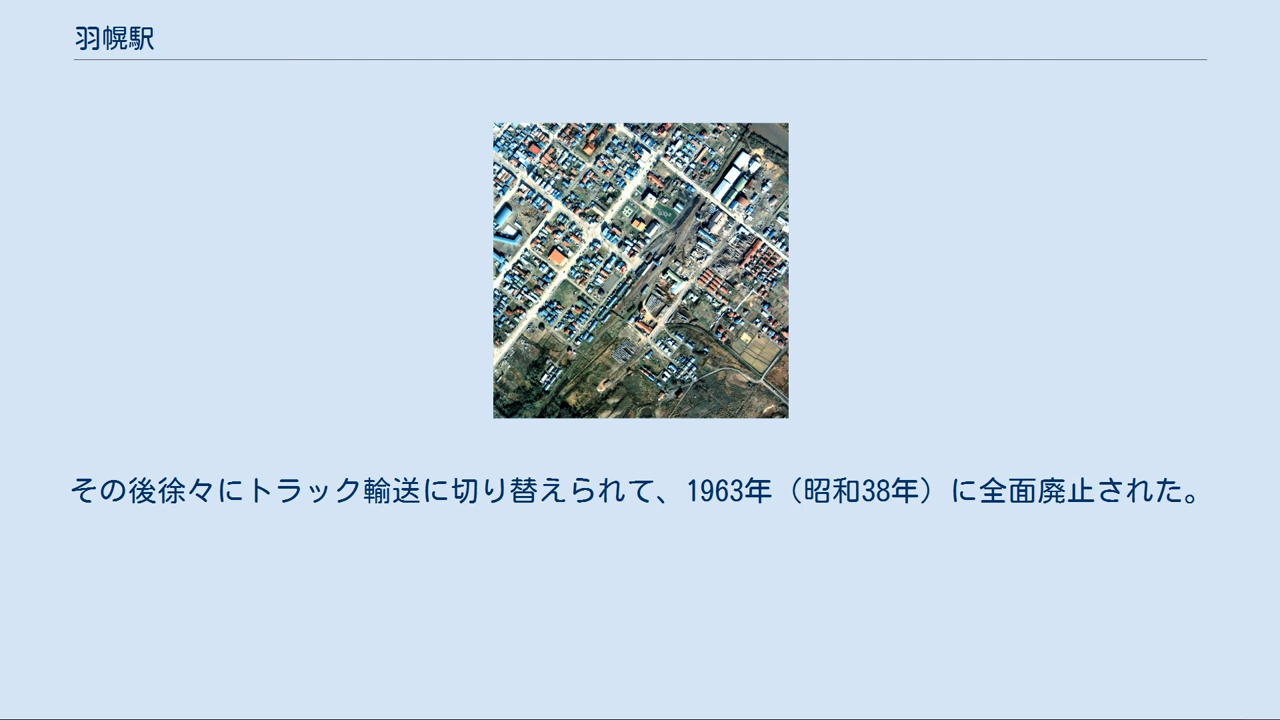 羽幌駅
その後徐々にトラック輸送に切り替えられて、1963年（昭和38年）に全面廃止された。